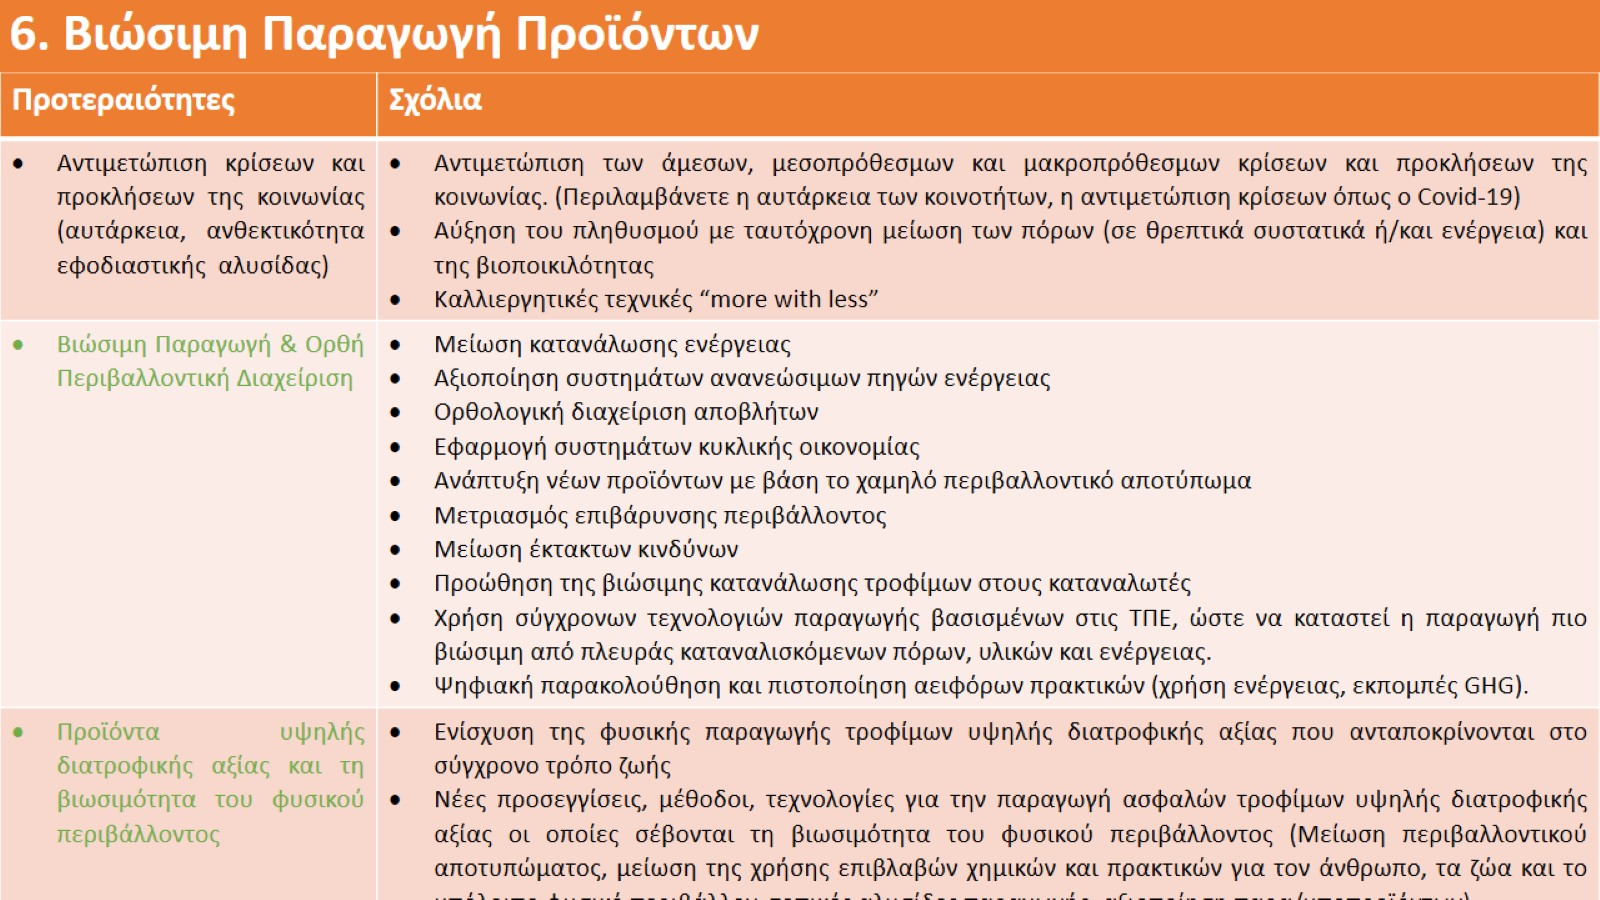 6. Βιώσιμη Παραγωγή Προϊόντων
Προτεραιότητες
Σχόλια
• Αντιμετώπιση κρίσεων και
προκλήσεων της κοινωνίας
(αυτάρκεια, ανθεκτικότητα
εφοδιαστικής αλυσίδας)
• Αντιμετώπιση των άμεσων, μεσοπρόθεσμων και μακροπρόθεσμων κρίσεων και προκλήσεων της
κοινωνίας. (Περιλαμβάνετε η αυτάρκεια των κοινοτήτων, η αντιμετώπιση κρίσεων όπως ο Covid-19)
• Αύξηση του πληθυσμού με ταυτόχρονη μείωση των πόρων (σε θρεπτικά συστατικά ή/και ενέργεια) και
της βιοποικιλότητας
• Καλλιεργητικές τεχνικές “more with less”
• Βιώσιμη Παραγωγή & Ορθή
Περιβαλλοντική Διαχείριση
• Μείωση κατανάλωσης ενέργειας
• Αξιοποίηση συστημάτων ανανεώσιμων πηγών ενέργειας
• Ορθολογική διαχείριση αποβλήτων
• Εφαρμογή συστημάτων κυκλικής οικονομίας
• Ανάπτυξη νέων προϊόντων με βάση το χαμηλό περιβαλλοντικό αποτύπωμα
• Μετριασμός επιβάρυνσης περιβάλλοντος
• Μείωση έκτακτων κινδύνων
• Προώθηση της βιώσιμης κατανάλωσης τροφίμων στους καταναλωτές
• Χρήση σύγχρονων τεχνολογιών παραγωγής βασισμένων στις ΤΠΕ, ώστε να καταστεί η παραγωγή πιο
βιώσιμη από πλευράς καταναλισκόμενων πόρων, υλικών και ενέργειας.
• Ψηφιακή παρακολούθηση και πιστοποίηση αειφόρων πρακτικών (χρήση ενέργειας, εκπομπές GHG).
• Προϊόντα υψηλής
διατροφικής αξίας και τη
βιωσιμότητα του φυσικού
περιβάλλοντος
• Ενίσχυση της φυσικής παραγωγής τροφίμων υψηλής διατροφικής αξίας που ανταποκρίνονται στο
σύγχρονο τρόπο ζωής
• Νέες προσεγγίσεις, μέθοδοι, τεχνολογίες για την παραγωγή ασφαλών τροφίμων υψηλής διατροφικής
αξίας οι οποίες σέβονται τη βιωσιμότητα του φυσικού περιβάλλοντος (Μείωση περιβαλλοντικού
αποτυπώματος, μείωση της χρήσης επιβλαβών χημικών και πρακτικών για τον άνθρωπο, τα ζώα και το